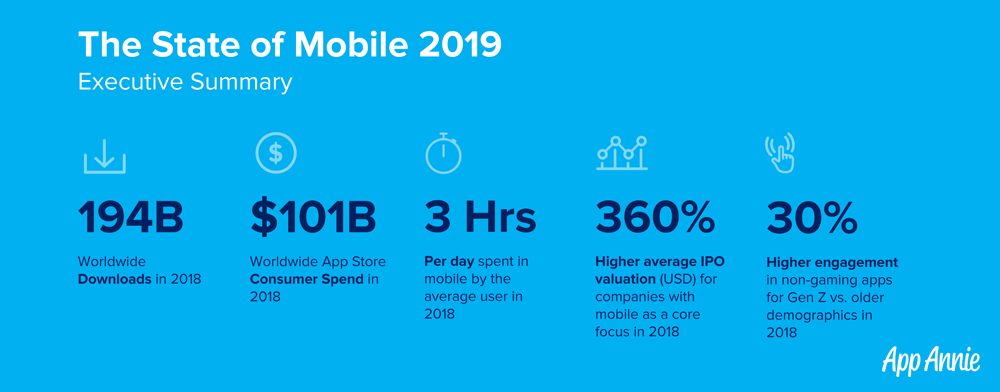 The State of Mobile 2019
Executive Summary
194B
Worldwide
Downloads in 2018
$101B
Worldwide App Store
Consumer Spend in
2018
3 Hrs
Per day spent in
mobile by the
average user in
2018
360%
Higher average IPO
valuation (USD) for
companies with
mobile as a core
focus in 2018
30%
Higher engagement
in non-gaming apps
for Gen Z vs. older
demographics in
2018
App Annie